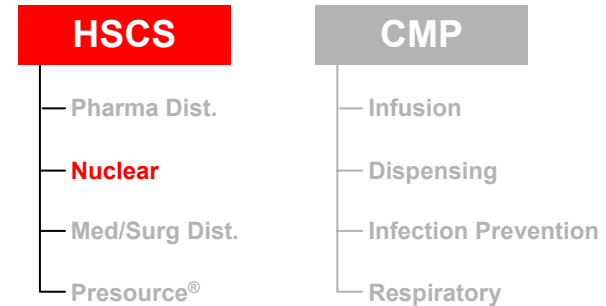 HSCS
Pharma Dist.
Nuclear
Med/Surg Dist.
Presource®
CMP
Infusion
Dispensing
Infection Prevention
Respiratory